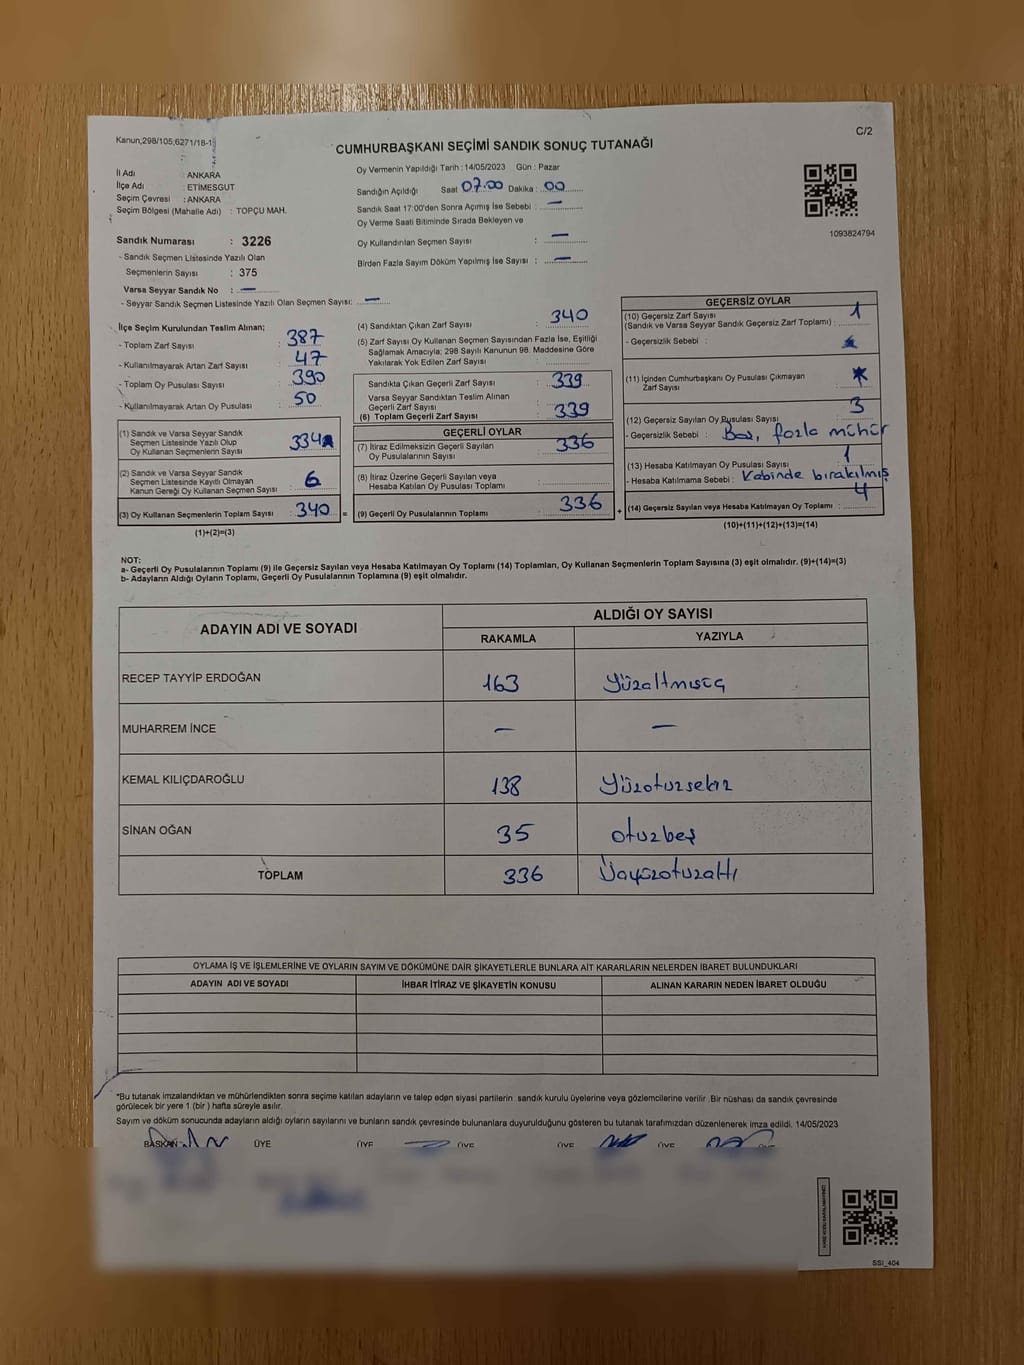 Kanun;298/105,6271/18-1
C/2
CUMHURBAŞKANI SEÇİMİ SANDIK SONUÇ TUTANAĞI
İl Adı : ANKARA
İlçe Adı : ETİMESGUT
Seçim Çevresi : ANKARA
Seçim Bölgesi (Mahalle Adı) : TOPÇU MAH.
Sandık Numarası : 3226
- Sandık Seçmen Listesinde Yazılı Olan
Seçmenlerin Sayısı : 375
Varsa Seyyar Sandık No : —
- Seyyar Sandık Seçmen Listesinde Yazılı Olan Seçmen Sayısı: —
Oy Vermenin Yapıldığı Tarih : 14/05/2023 Gün : Pazar
Sandığın Açıldığı Saat 07:00 Dakika : 00
Sandık Saat 17:00'den Sonra Açımış İse Sebebi : —
Oy Verme Saati Bitiminde Sırada Bekleyen ve
Oy Kullandırılan Seçmen Sayısı : —
Birden Fazla Sayım Döküm Yapılmış İse Sayısı : —
1093824794
İlçe Seçim Kurulundan Teslim Alınan;
- Toplam Zarf Sayısı : 387
- Kullanılmayarak Artan Zarf Sayısı : 47
- Toplam Oy Pusulası Sayısı : 390
- Kullanılmayarak Artan Oy Pusulası : 50
(1) Sandık ve Varsa Seyyar Sandık
Seçmen Listesinde Yazılı Olup
Oy Kullanan Seçmenlerin Sayısı : 334
(2) Sandık ve Varsa Seyyar Sandık
Seçmen Listesinde Kayıtlı Olmayan
Kanun Gereği Oy Kullanan Seçmen Sayısı : 6
(3) Oy Kullanan Seçmenlerin Toplam Sayısı : 340 =
(1)+(2)=(3)
(4) Sandıktan Çıkan Zarf Sayısı : 340
(5) Zarf Sayısı Oy Kullanan Seçmen Sayısından Fazla İse, Eşitliği
Sağlamak Amacıyla; 298 Sayılı Kanunun 98. Maddesine Göre
Yakılarak Yok Edilen Zarf Sayısı :
Sandıkta Çıkan Geçerli Zarf Sayısı : 339
Varsa Seyyar Sandıktan Teslim Alınan
Geçerli Zarf Sayısı :
(6) Toplam Geçerli Zarf Sayısı : 339
GEÇERLİ OYLAR
(7) İtiraz Edilmeksizin Geçerli Sayılan
Oy Pusulalarının Sayısı : 336
(8) İtiraz Üzerine Geçerli Sayılan veya
Hesaba Katılan Oy Pusulası Toplamı :
(9) Geçerli Oy Pusulalarının Toplamı : 336 +
GEÇERSİZ OYLAR
(10) Geçersiz Zarf Sayısı
(Sandık ve Varsa Seyyar Sandık Geçersiz Zarf Toplamı) : 1
- Geçersizlik Sebebi :
(11) İçinden Cumhurbaşkanı Oy Pusulası Çıkmayan
Zarf Sayısı
(12) Geçersiz Sayılan Oy Pusulası Sayısı : 3
- Geçersizlik Sebebi : Boş, fazla mühür
(13) Hesaba Katılmayan Oy Pusulası Sayısı : 1
- Hesaba Katılmama Sebebi : Kabinde bırakılmış
(14) Geçersiz Sayılan veya Hesaba Katılmayan Oy Toplamı : 4
(10)+(11)+(12)+(13)=(14)
NOT:
a- Geçerli Oy Pusulalarının Toplamı (9) ile Geçersiz Sayılan veya Hesaba Katılmayan Oy Toplamı (14) Toplamları, Oy Kullanan Seçmenlerin Toplam Sayısına (3) eşit olmalıdır. (9)+(14)=(3)
b- Adayların Aldığı Oyların Toplamı, Geçerli Oy Pusulalarının Toplamına (9) eşit olmalıdır.
ADAYIN ADI VE SOYADI
ALDIĞI OY SAYISI
RAKAMLA YAZIYLA
RECEP TAYYİP ERDOĞAN 163 Yüzaltmışüç
MUHARREM İNCE — —
KEMAL KILIÇDAROĞLU 138 Yüzotuzsekiz
SİNAN OĞAN 35 otuzbeş
TOPLAM 336 Üçyüzotuzaltı
OYLAMA İŞ VE İŞLEMLERİNE VE OYLARIN SAYIM VE DÖKÜMÜNE DAİR ŞİKAYETLERLE BUNLARA AİT KARARLARIN NELERDEN İBARET BULUNDUKLARI
ADAYIN ADI VE SOYADI İHBAR İTİRAZ VE ŞİKAYETİN KONUSU ALINAN KARARIN NEDEN İBARET OLDUĞU
*Bu tutanak imzalandıktan ve mühürlendikten sonra seçime katılan adayların ve talep eden siyasi partilerin sandık kurulu üyelerine veya gözlemcilerine verilir .Bir nüshası da sandık çevresinde
görülecek bir yere 1 (bir ) hafta süreyle asılır.
Sayım ve döküm sonucunda adayların aldığı oyların sayılarını ve bunların sandık çevresinde bulunanlara duyurulduğunu gösteren bu tutanak tarafımızdan düzenlenerek imza edildi. 14/05/2023
BAŞKAN ÜYE ÜYE ÜYE ÜYE ÜYE
SSI_404